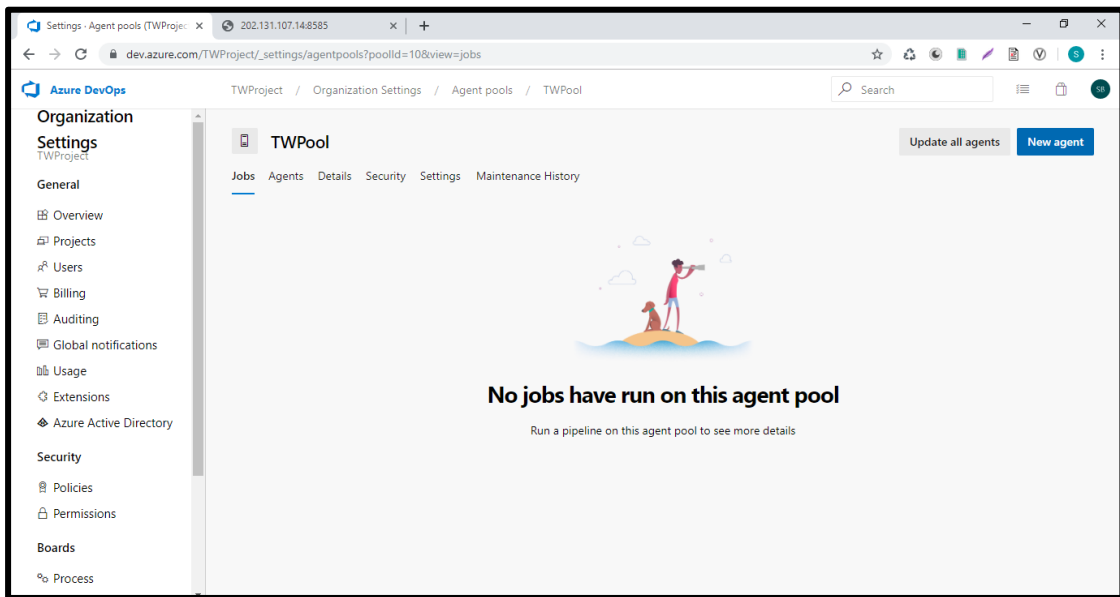 Settings - Agent pools (TWProjec
202.131.107.14:8585
dev.azure.com/TWProject/_settings/agentpools?poolId=10&view=jobs
S
Azure DevOps
TWProject / Organization Settings / Agent pools / TWPool
Search
SB
Organization
Settings
TWProject
General
Overview
Projects
Users
Billing
Auditing
Global notifications
Usage
Extensions
Azure Active Directory
Security
Policies
Permissions
Boards
Process
TWPool
Update all agents
New agent
Jobs Agents Details Security Settings Maintenance History
No jobs have run on this agent pool
Run a pipeline on this agent pool to see more details